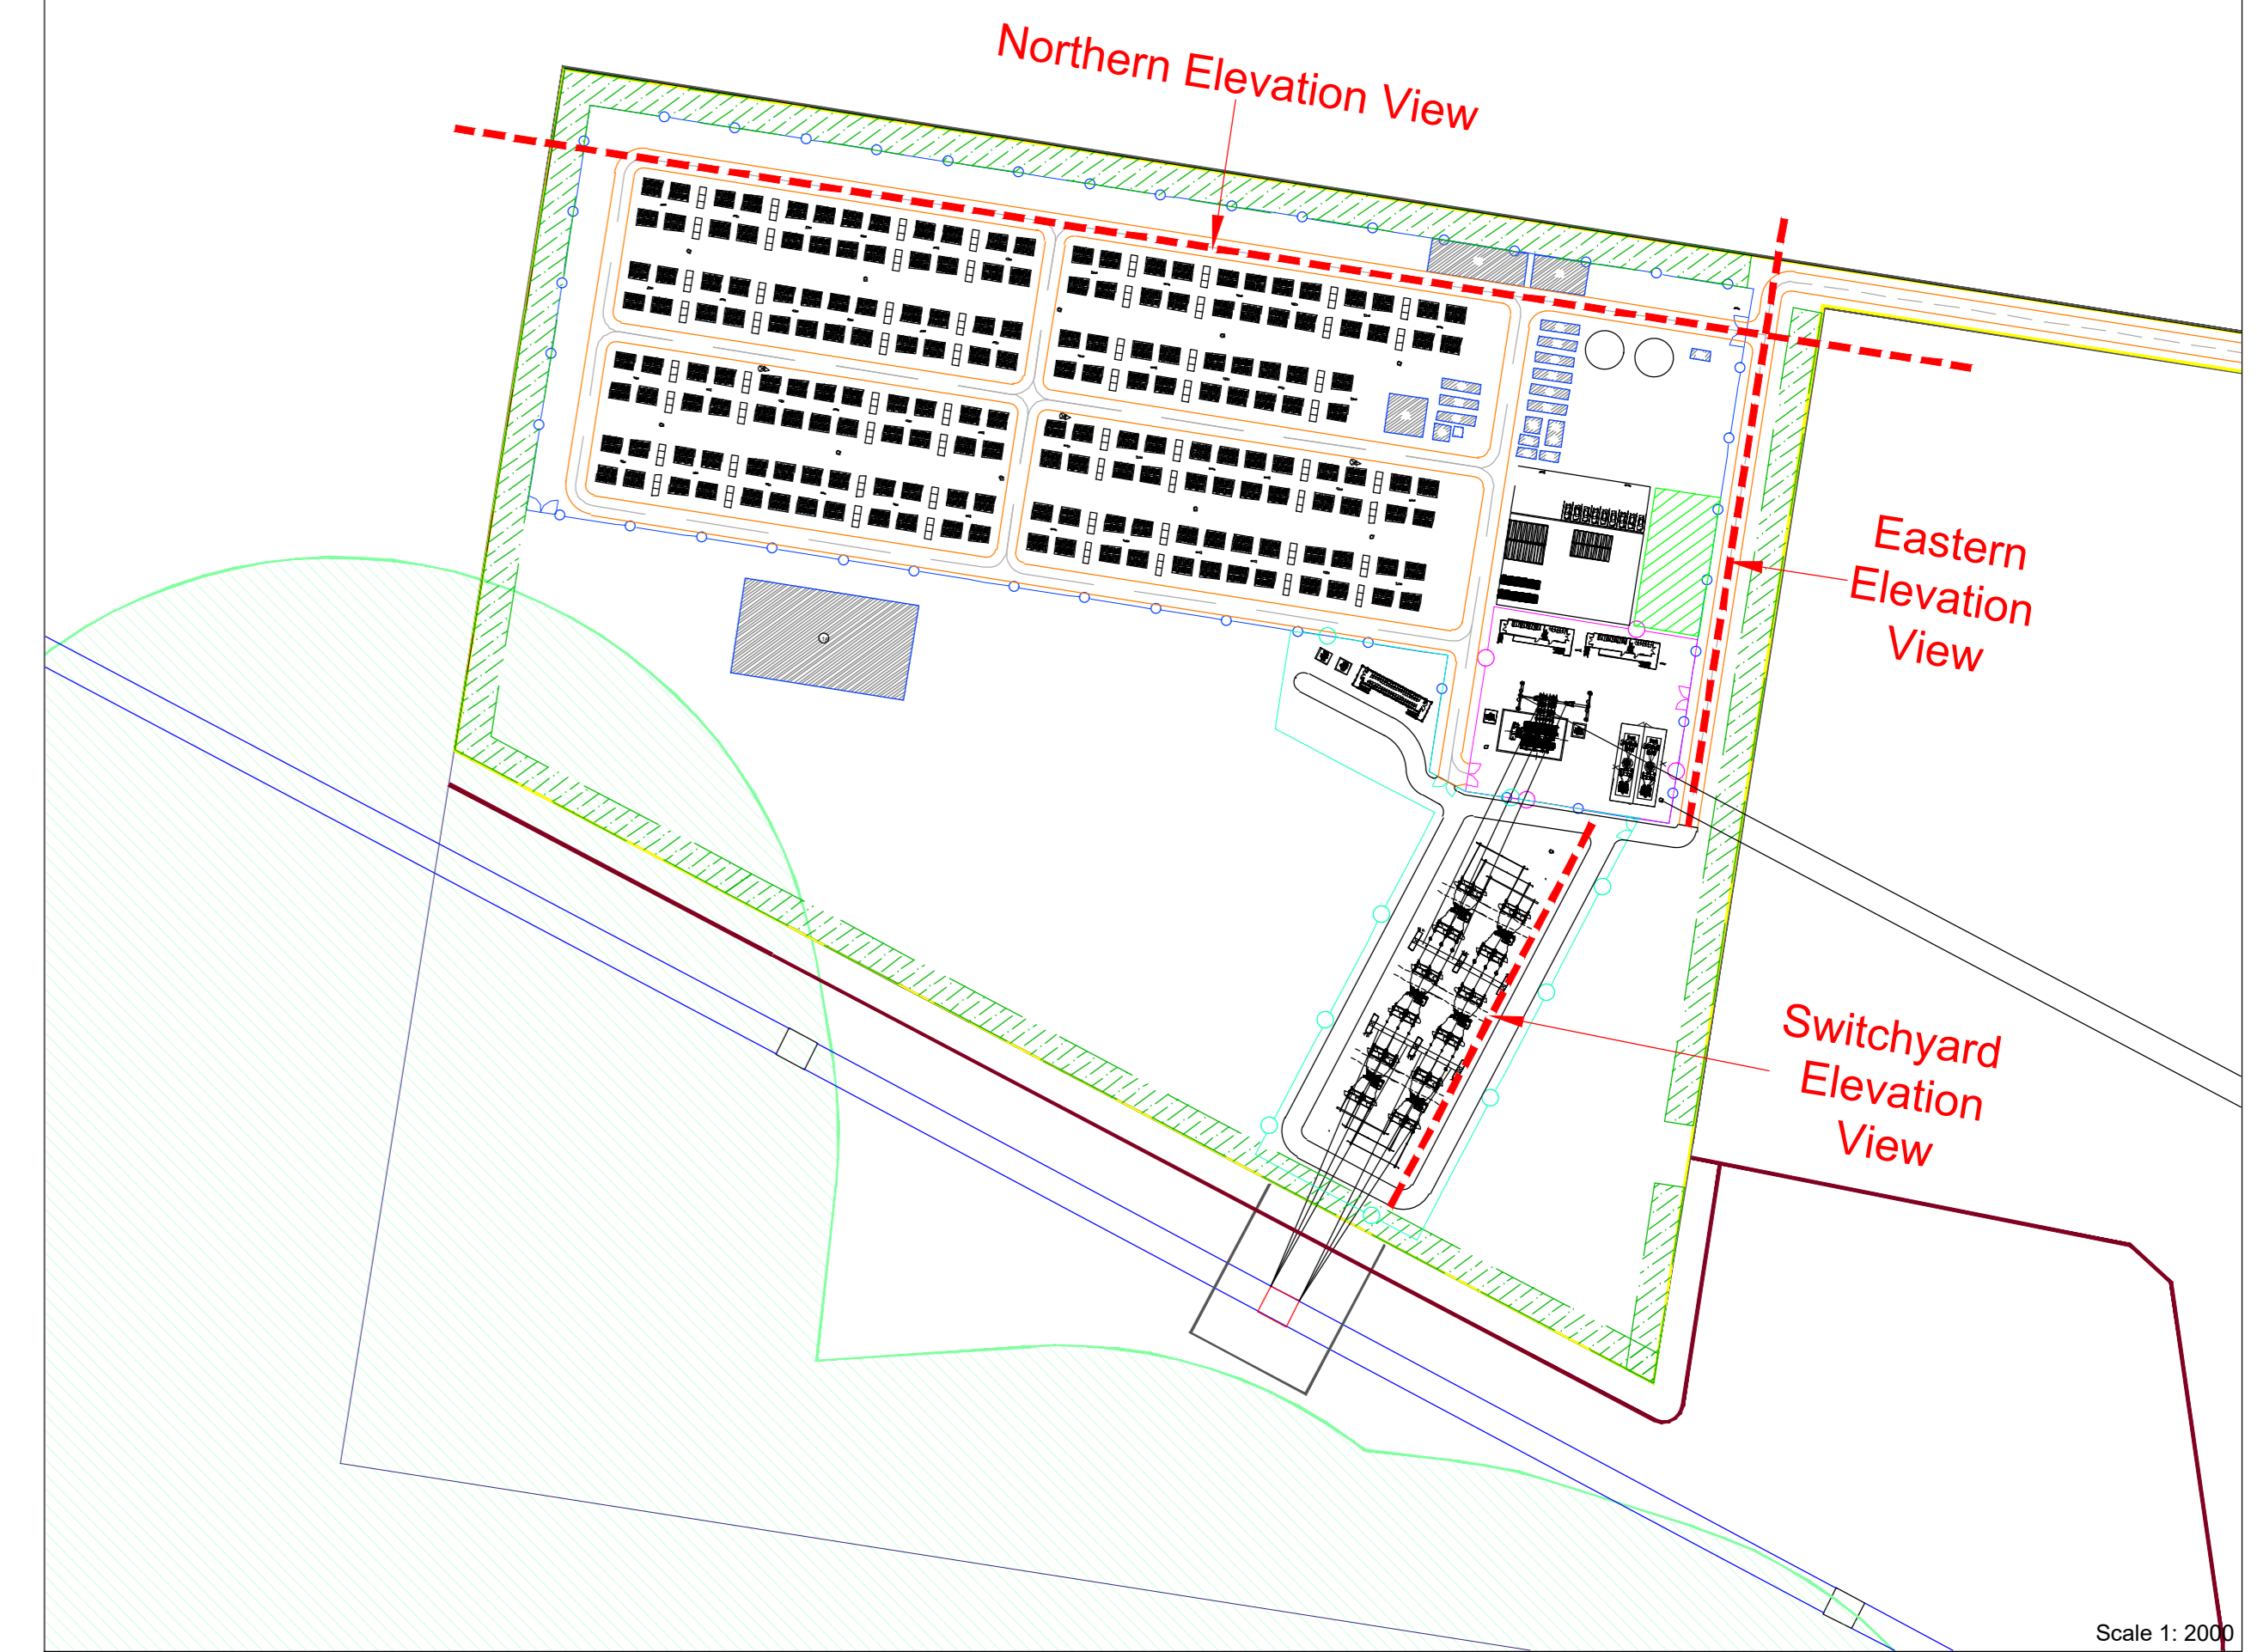 Northern Elevation View
Eastern
Elevation
View
Switchyard
Elevation
View
Scale 1: 2000